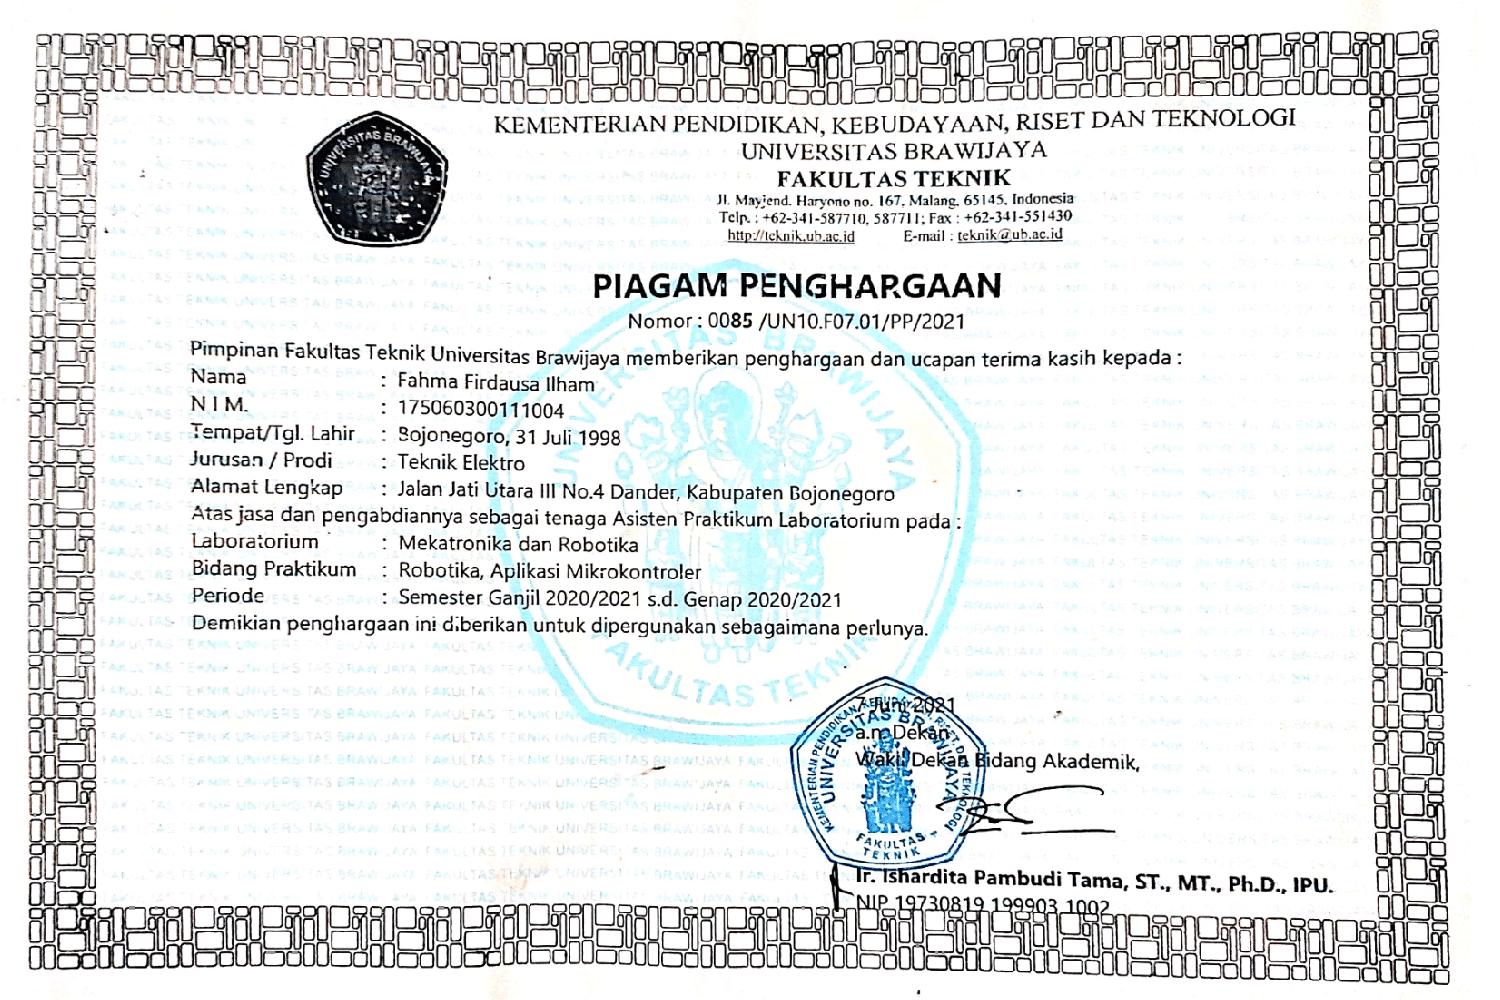 UNIVERSITAS BRAWIJAYA
KEMENTERIAN PENDIDIKAN, KEBUDAYAAN, RISET DAN TEKNOLOGI
UNIVERSITAS BRAWIJAYA
FAKULTAS TEKNIK
Jl. Mayjend. Haryono no. 167, Malang, 65145, Indonesia
Telp. : +62-341-587710, 587711; Fax : +62-341-551430
http://teknik.ub.ac.id E-mail : teknik@ub.ac.id
PIAGAM PENGHARGAAN
Nomor : 0085 /UN10.F07.01/PP/2021
Pimpinan Fakultas Teknik Universitas Brawijaya memberikan penghargaan dan ucapan terima kasih kepada :
Nama : Fahma Firdausa Ilham
N I M. : 175060300111004
Tempat/Tgl. Lahir : Bojonegoro, 31 Juli 1998
Jurusan / Prodi : Teknik Elektro
Alamat Lengkap : Jalan Jati Utara III No.4 Dander, Kabupaten Bojonegoro
Atas jasa dan pengabdiannya sebagai tenaga Asisten Praktikum Laboratorium pada :
Laboratorium : Mekatronika dan Robotika
Bidang Praktikum : Robotika, Aplikasi Mikrokontroler
Periode : Semester Ganjil 2020/2021 s.d. Genap 2020/2021
Demikian penghargaan ini diberikan untuk dipergunakan sebagaimana perlunya.
UNIVERSITAS BRAWIJAYA
FAKULTAS TEKNIK
7 Juni 2021
a.n. Dekan
Wakil Dekan Bidang Akademik,
KEMENTERIAN PENDIDIKAN, KEBUDAYAAN, RISET, DAN TEKNOLOGI
UNIVERSITAS BRAWIJAYA
FAKULTAS
TEKNIK
Ir. Ishardita Pambudi Tama, ST., MT., Ph.D., IPU.
NIP 19730819 199903 1002